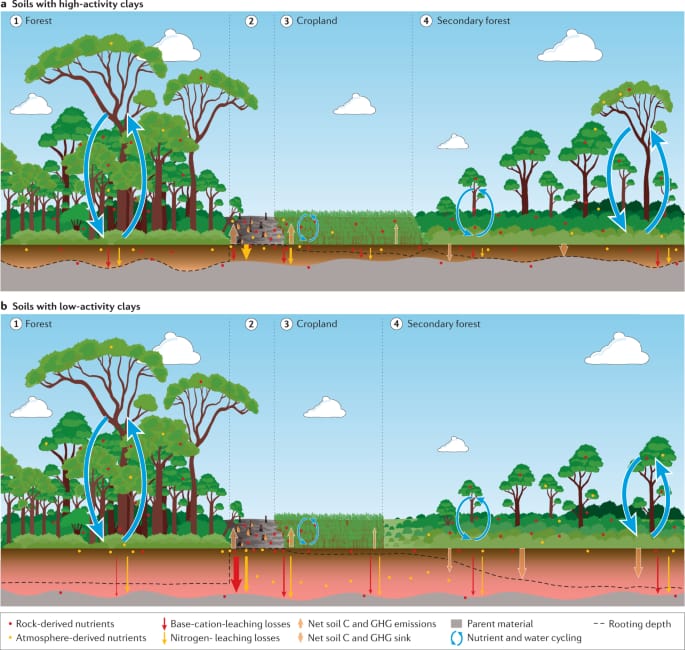 a Soils with high-activity clays
1 Forest
2
3 Cropland
4 Secondary forest
b Soils with low-activity clays
1 Forest
2
3 Cropland
4 Secondary forest
Rock-derived nutrients
Base-cation-leaching losses
Net soil C and GHG emissions
Parent material
Rooting depth
Atmosphere-derived nutrients
Nitrogen- leaching losses
Net soil C and GHG sink
Nutrient and water cycling